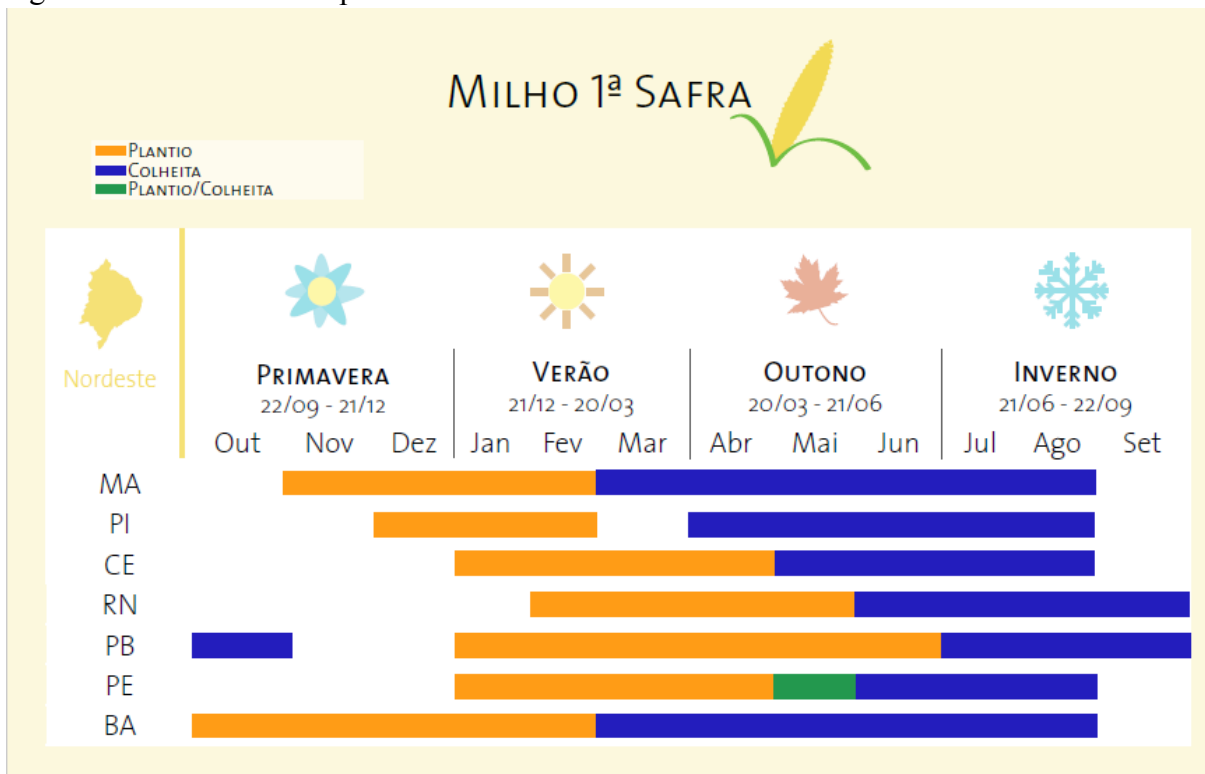 MILHO 1ª SAFRA
PLANTIO
COLHEITA
PLANTIO/COLHEITA
Nordeste
PRIMAVERA VERÃO OUTONO INVERNO
22/09 - 21/12 21/12 - 20/03 20/03 - 21/06 21/06 - 22/09
Out Nov Dez Jan Fev Mar Abr Mai Jun Jul Ago Set
MA
PI
CE
RN
PB
PE
BA